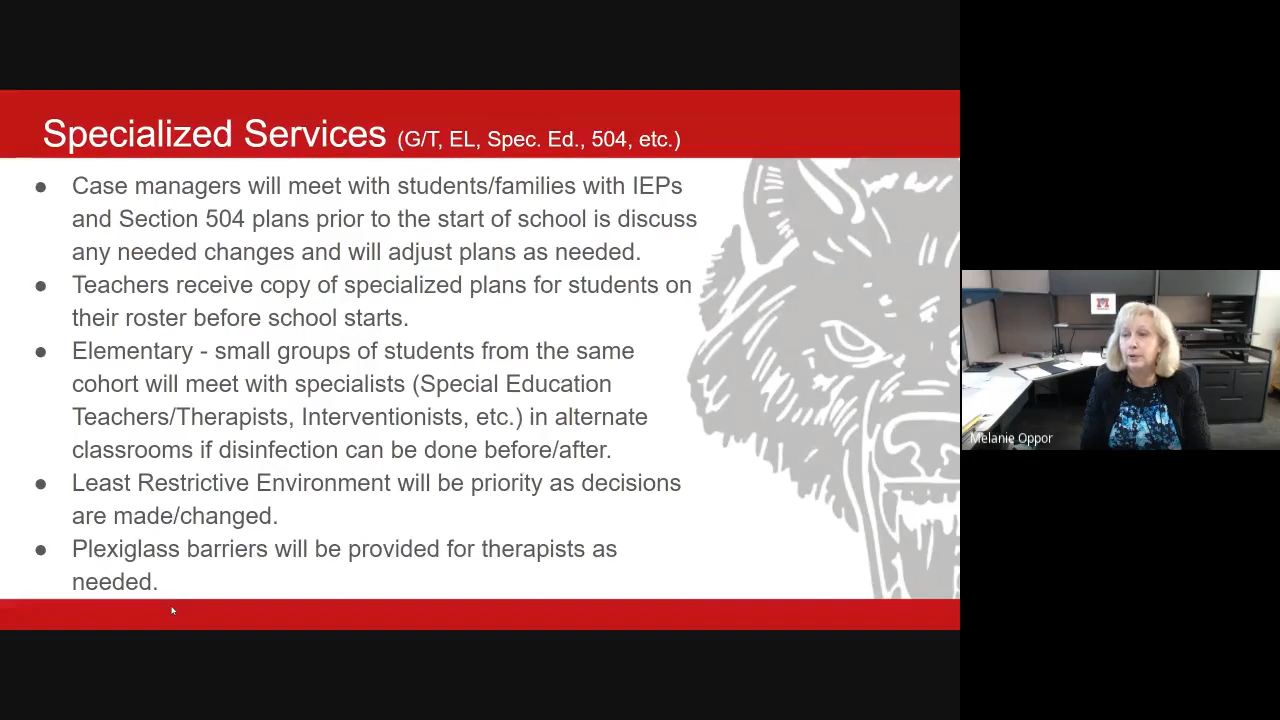 Specialized Services (G/T, EL, Spec. Ed., 504, etc.)
● Case managers will meet with students/families with IEPs
and Section 504 plans prior to the start of school is discuss
any needed changes and will adjust plans as needed.
● Teachers receive copy of specialized plans for students on
their roster before school starts.
● Elementary - small groups of students from the same
cohort will meet with specialists (Special Education
Teachers/Therapists, Interventionists, etc.) in alternate
classrooms if disinfection can be done before/after.
● Least Restrictive Environment will be priority as decisions
are made/changed.
● Plexiglass barriers will be provided for therapists as
needed.
Melanie Oppor